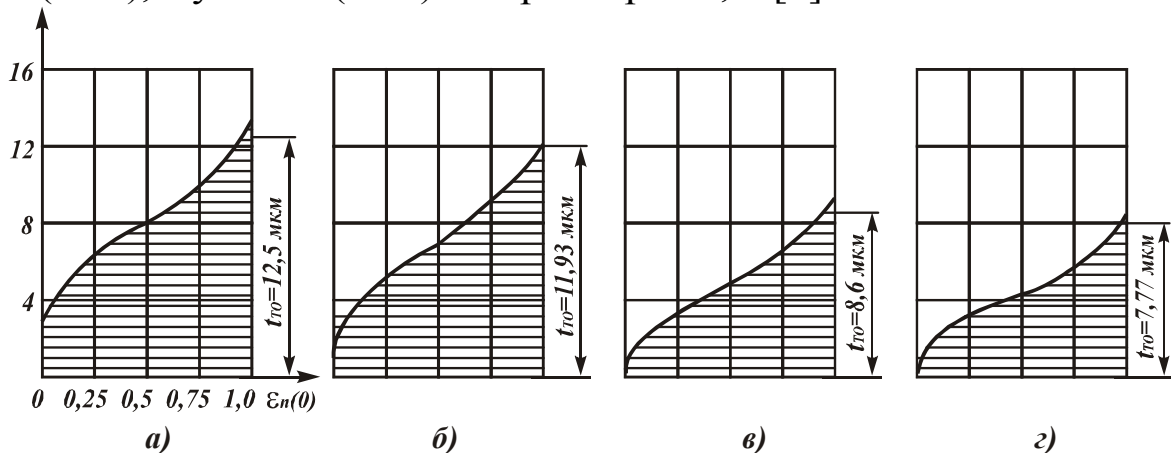 16
12
8
4
0 0,25 0,5 0,75 1,0 εn(0)
tТО=12,5 мкм
tТО=11,93 мкм
tТО=8,6 мкм
tТО=7,77 мкм
а) б) в) г)